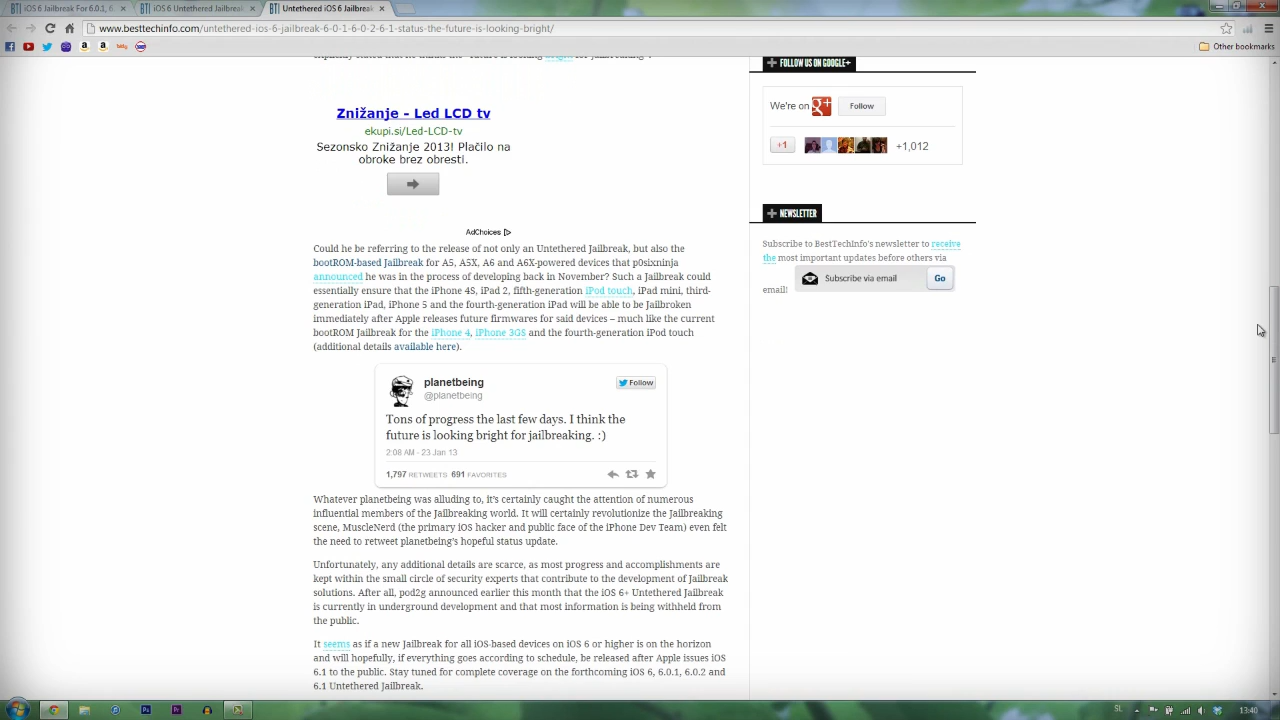 iOS 6 Jailbreak For 6.0.1, 6
iOS 6 Untethered Jailbreak
Untethered iOS 6 Jailbreak
www.besttechinfo.com/untethered-ios-6-jailbreak-6-0-1-6-0-2-6-1-status-the-future-is-looking-bright/
Other bookmarks
Znižanje - Led LCD tv
ekupi.si/Led-LCD-tv
Sezonsko Znižanje 2013! Plačilo na
obroke brez obresti.
AdChoices
Could he be referring to the release of not only an Untethered Jailbreak, but also the
bootROM-based Jailbreak for A5, A5X, A6 and A6X-powered devices that p0sixninja
announced he was in the process of developing back in November? Such a Jailbreak could
essentially ensure that the iPhone 4S, iPad 2, fifth-generation iPod touch, iPad mini, third-
generation iPad, iPhone 5 and the fourth-generation iPad will be able to be Jailbroken
immediately after Apple releases future firmwares for said devices – much like the current
bootROM Jailbreak for the iPhone 4, iPhone 3GS and the fourth-generation iPod touch
(additional details available here).
planetbeing
@planetbeing
Follow
Tons of progress the last few days. I think the
future is looking bright for jailbreaking. :)
2:08 AM - 23 Jan 13
1,797 RETWEETS 691 FAVORITES
Whatever planetbeing was alluding to, it's certainly caught the attention of numerous
influential members of the Jailbreaking world. It will certainly revolutionize the Jailbreaking
scene, MuscleNerd (the primary iOS hacker and public face of the iPhone Dev Team) even felt
the need to retweet planetbeing's hopeful status update.
Unfortunately, any additional details are scarce, as most progress and accomplishments are
kept within the small circle of security experts that contribute to the development of Jailbreak
solutions. After all, pod2g announced earlier this month that the iOS 6+ Untethered Jailbreak
is currently in underground development and that most information is being withheld from
the public.
It seems as if a new Jailbreak for all iOS-based devices on iOS 6 or higher is on the horizon
and will hopefully, if everything goes according to schedule, be released after Apple issues iOS
6.1 to the public. Stay tuned for complete coverage on the forthcoming iOS 6, 6.0.1, 6.0.2 and
6.1 Untethered Jailbreak.
+ FOLLOW US ON GOOGLE+
We're on g+ Follow
+1 +1,012
+ NEWSLETTER
Subscribe to BestTechInfo's newsletter to receive
the most important updates before others via
email! Subscribe via email Go
SL 13:40